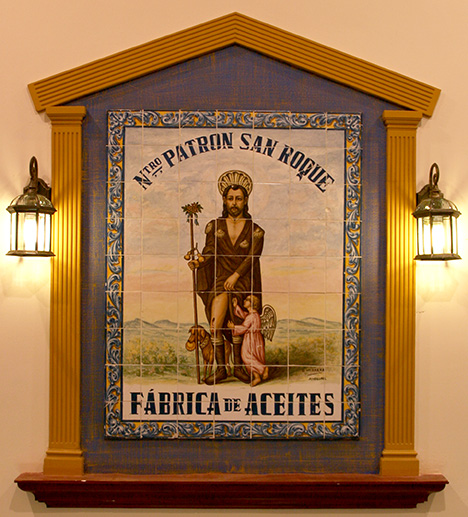 Ntro PATRON SAN ROQUE
FÁBRICA DE ACEITES